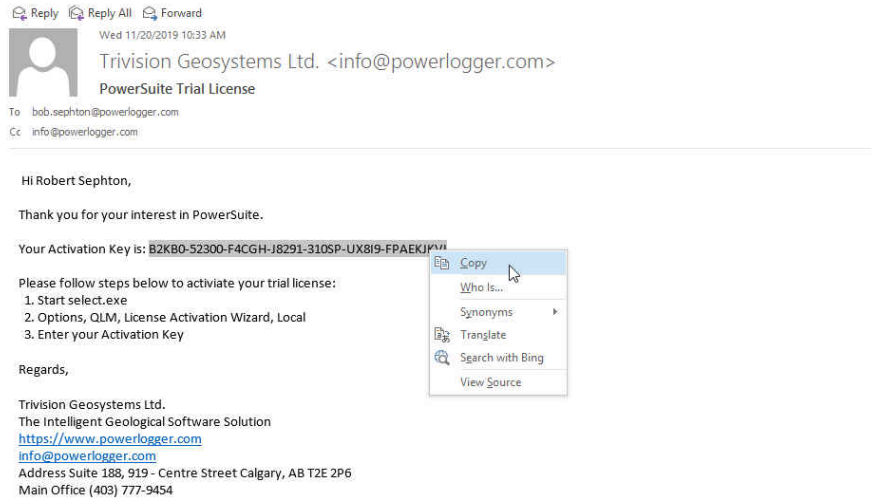 Reply Reply All Forward
Wed 11/20/2019 10:33 AM
Trivision Geosystems Ltd. <info@powerlogger.com>
PowerSuite Trial License
To bob.sephton@powerlogger.com
Cc info@powerlogger.com
Hi Robert Sephton,
Thank you for your interest in PowerSuite.
Your Activation Key is: B2KB0-52300-F4CGH-J8291-310SP-UX8I9-FPAEKJKVI
Please follow steps below to activiate your trial license:
1. Start select.exe
2. Options, QLM, License Activation Wizard, Local
3. Enter your Activation Key
Copy
Who Is...
Synonyms
Translate
Search with Bing
View Source
Regards,
Trivision Geosystems Ltd.
The Intelligent Geological Software Solution
https://www.powerlogger.com
info@powerlogger.com
Address Suite 188, 919 - Centre Street Calgary, AB T2E 2P6
Main Office (403) 777-9454